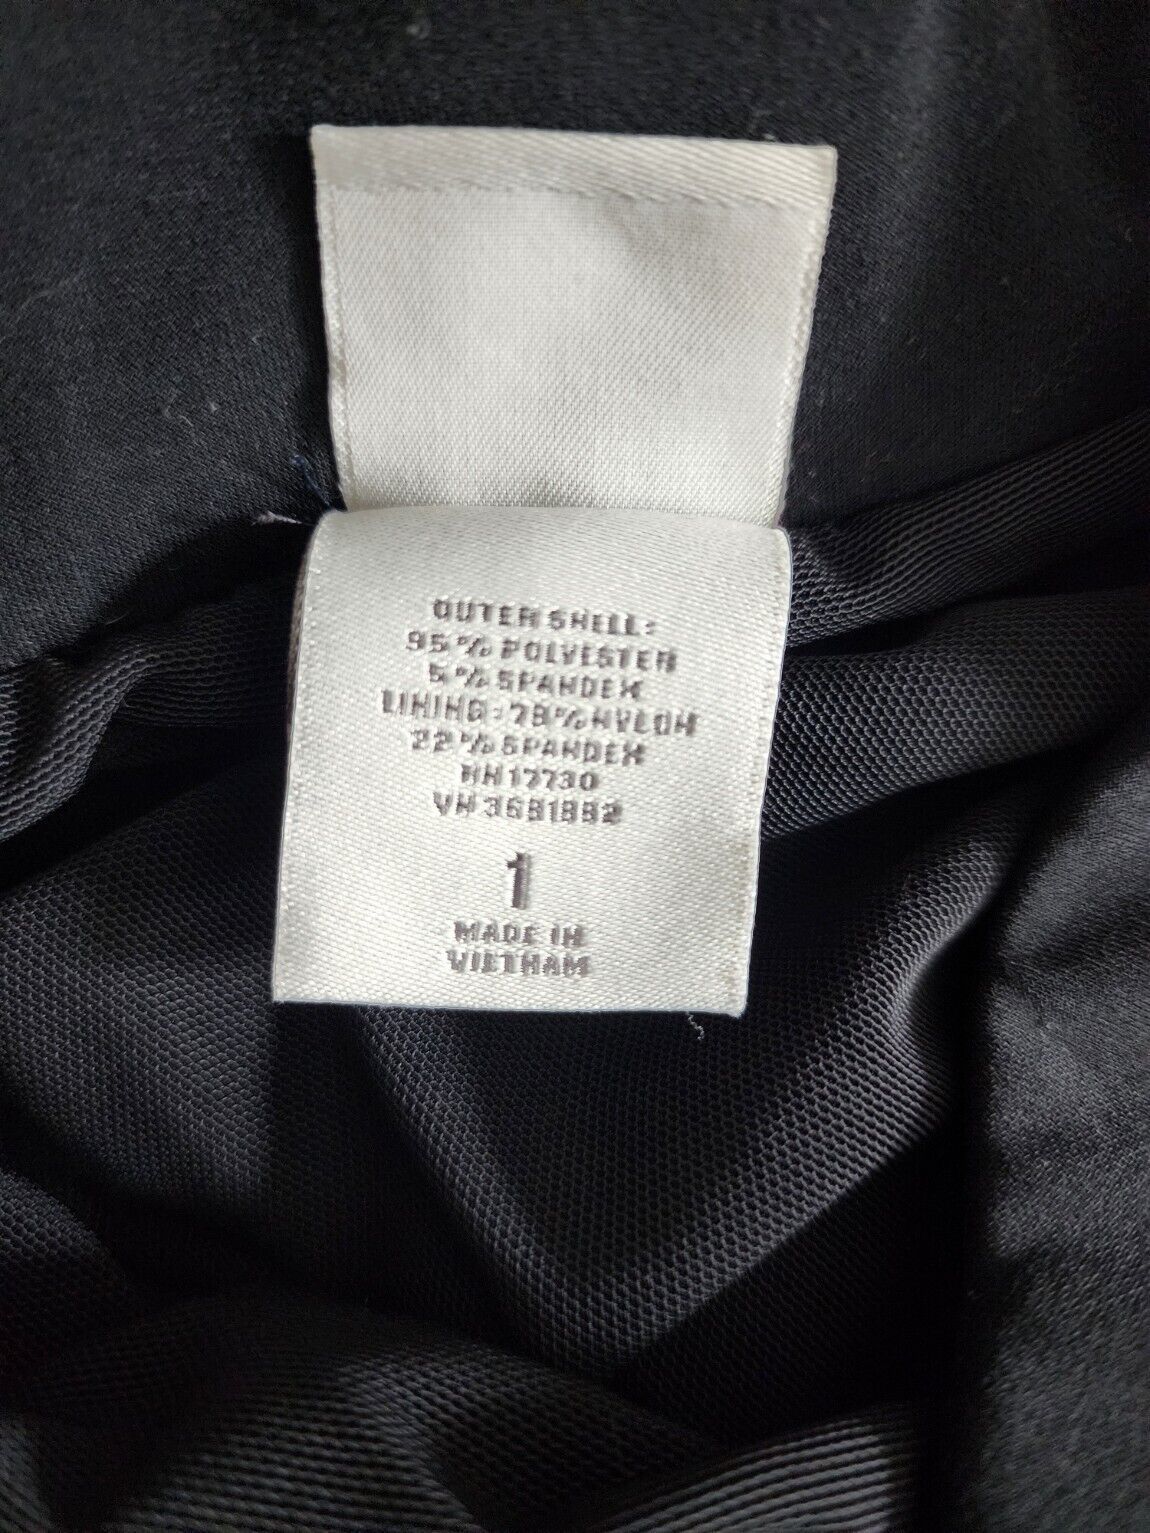 OUTER SHELL:
95% POLYESTER
5% SPANDEX
LINING: 78% NYLON
22% SPANDEX
RN 17730
VN 3681882
1
MADE IN
VIETNAM